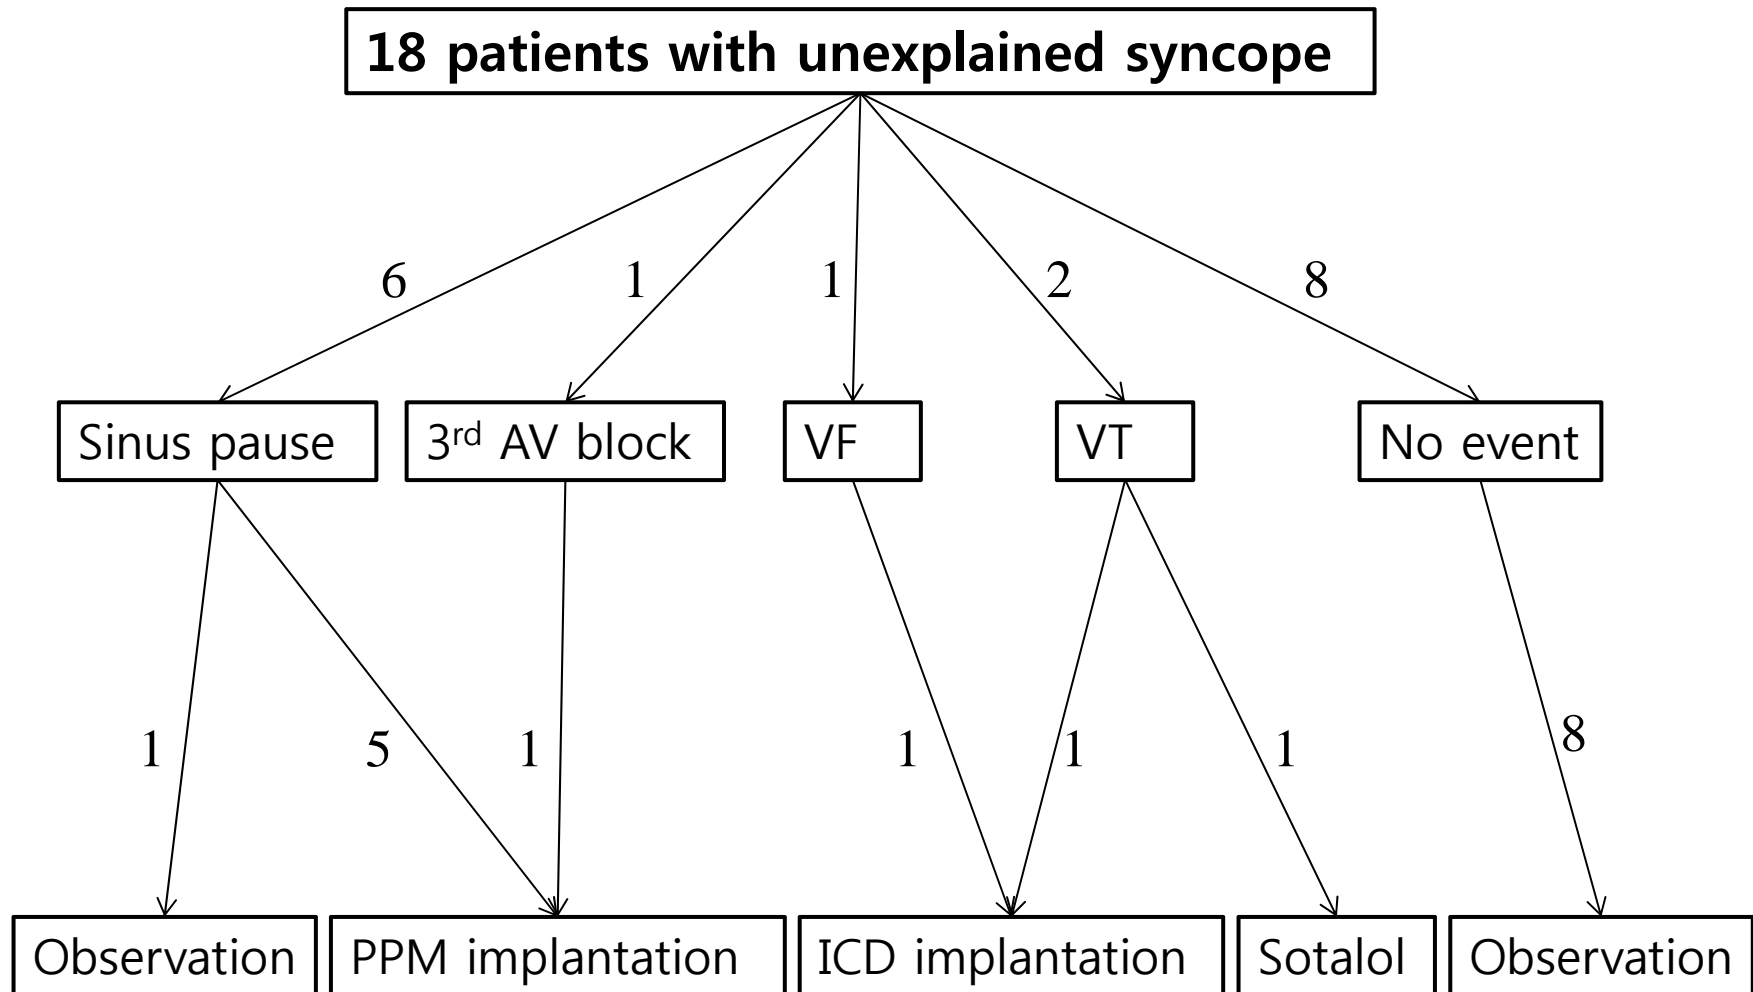 18 patients with unexplained syncope
6 1 1 2 8
Sinus pause 3rd AV block VF VT No event
1 5 1 1 1 1 8
Observation PPM implantation ICD implantation Sotalol Observation